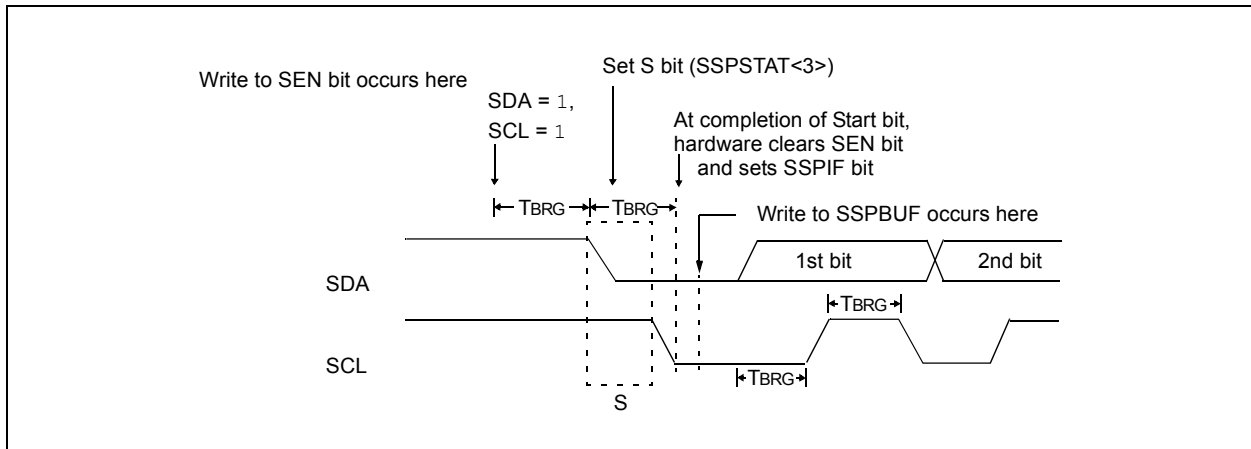 Write to SEN bit occurs here
Set S bit (SSPSTAT<3>)
SDA = 1,
SCL = 1
At completion of Start bit,
hardware clears SEN bit
and sets SSPIF bit
TBRG
TBRG
Write to SSPBUF occurs here
SDA
1st bit
2nd bit
TBRG
SCL
TBRG
S